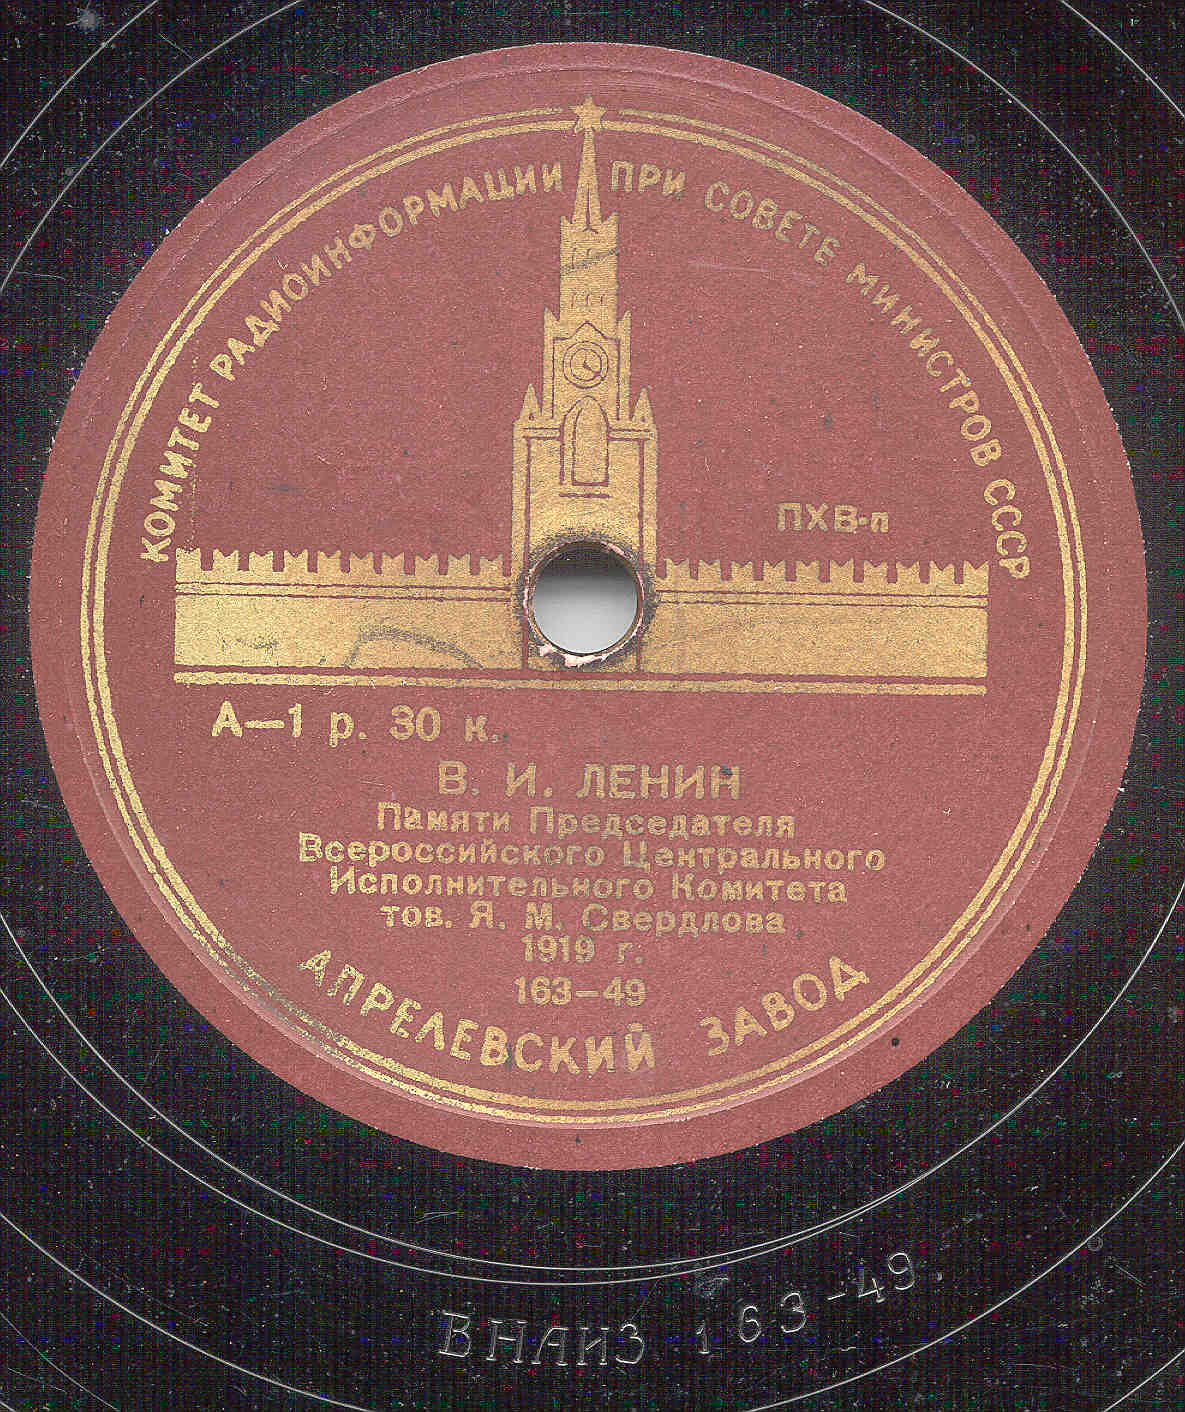 КОМИТЕТ РАДИОИНФОРМАЦИИ ПРИ СОВЕТЕ МИНИСТРОВ СССР
ПХВ-п
А—1 р. 30 к.
В. И. ЛЕНИН
Памяти Председателя
Всероссийского Центрального
Исполнительного Комитета
тов. Я. М. Свердлова
1919 г.
163—49
АПРЕЛЕВСКИЙ ЗАВОД
ВНАИЗ 163-49